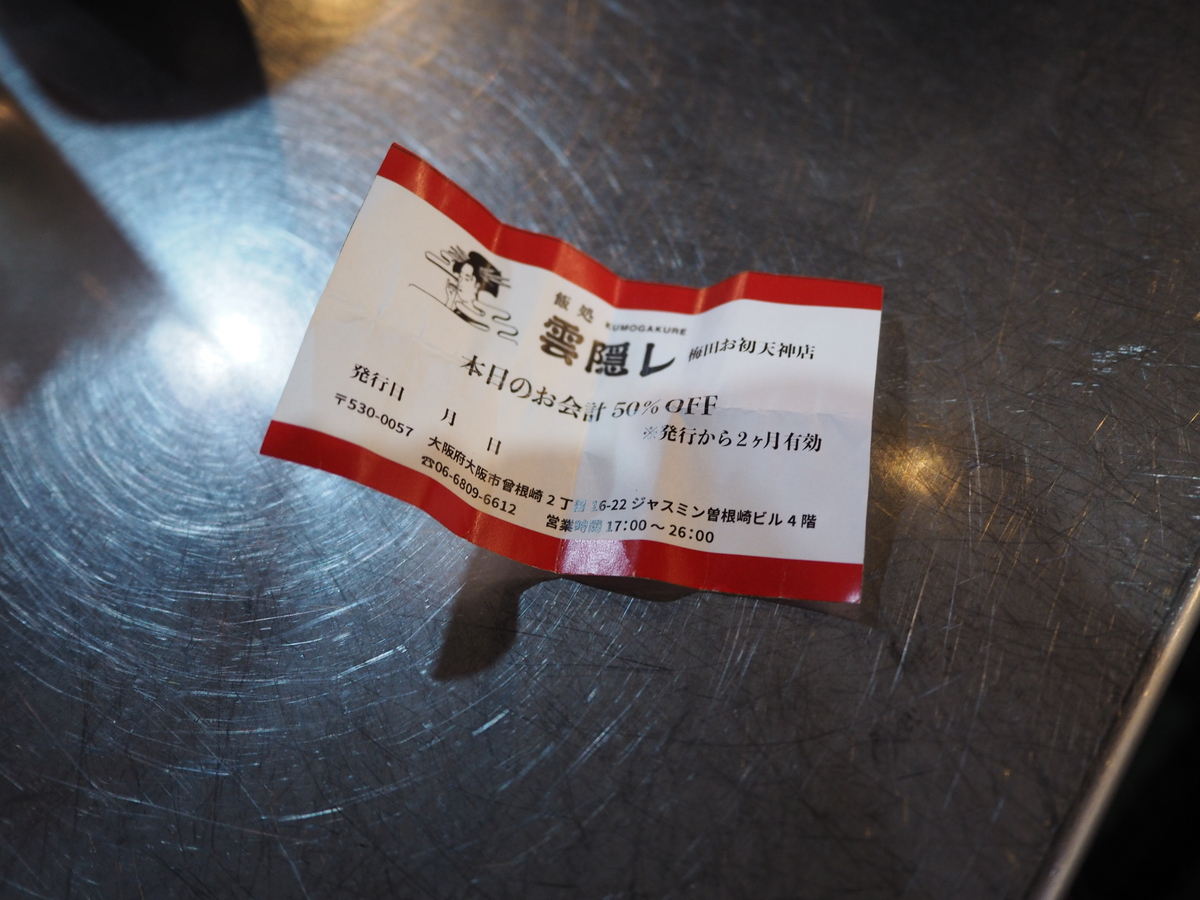 飯処 KUMOGAKURE
雲隠レ 梅田お初天神店
本日のお会計50% OFF
発行日　月　日
※発行から2ヶ月有効
〒530-0057 大阪府大阪市曾根崎2丁目16-22 ジャスミン曽根崎ビル4階
☎06-6809-6612 営業時間 17:00～26:00